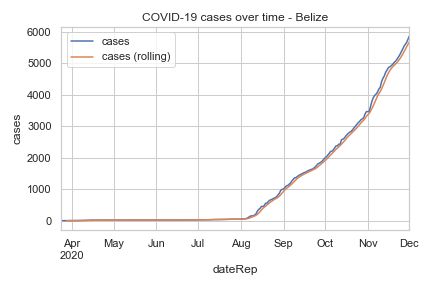 COVID-19 cases over time - Belize
cases
cases (rolling)
6000
5000
4000
3000
2000
1000
0
cases
Apr May Jun Jul Aug Sep Oct Nov Dec
2020
dateRep